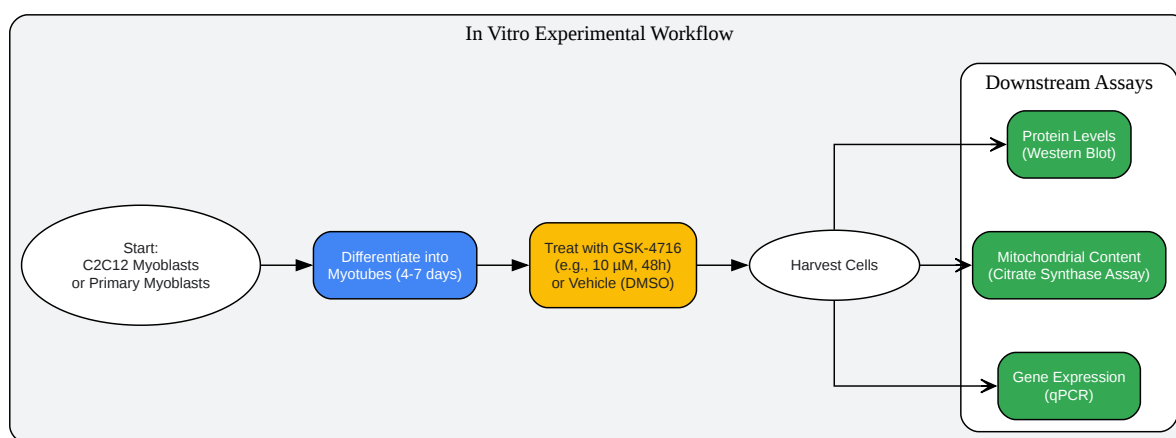 In Vitro Experimental Workflow
Downstream Assays
Protein Levels
(Western Blot)
Start:
C2C12 Myoblasts
or Primary Myoblasts
Differentiate into
Myotubes (4-7 days)
Treat with GSK-4716
(e.g., 10 µM, 48h)
or Vehicle (DMSO)
Harvest Cells
Mitochondrial Content
(Citrate Synthase Assay)
Gene Expression
(qPCR)